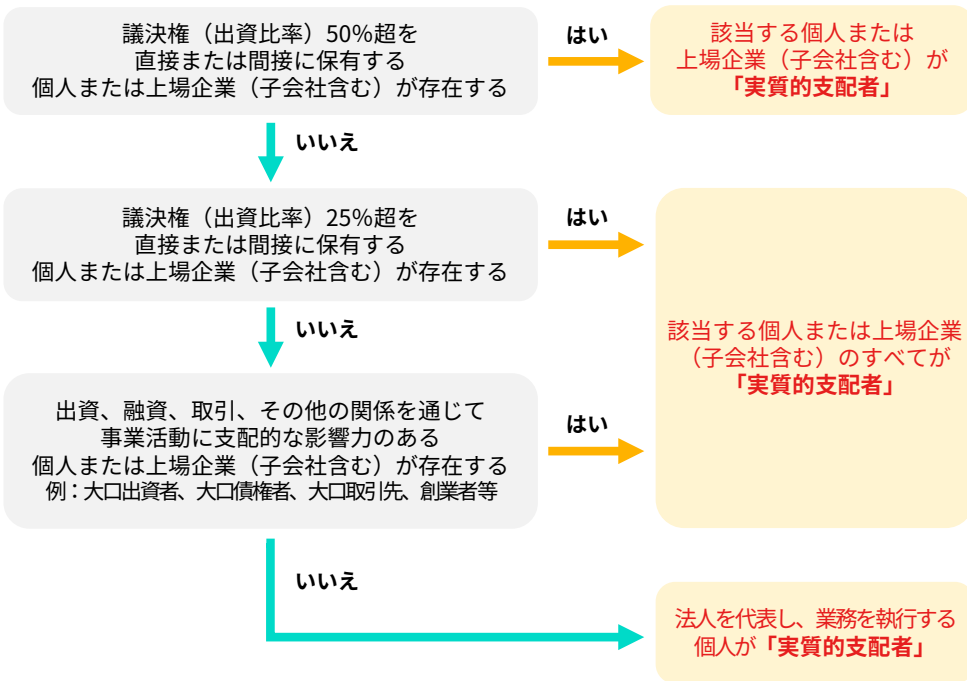 議決権（出資比率）50%超を
直接または間接に保有する
個人または上場企業（子会社含む）が存在する
はい
該当する個人または
上場企業（子会社含む）が
「実質的支配者」
いいえ
議決権（出資比率）25%超を
直接または間接に保有する
個人または上場企業（子会社含む）が存在する
はい
該当する個人または上場企業
（子会社含む）のすべてが
「実質的支配者」
いいえ
出資、融資、取引、その他の関係を通じて
事業活動に支配的な影響力のある
個人または上場企業（子会社含む）が存在する
例：大口出資者、大口債権者、大口取引先、創業者等
はい
いいえ
法人を代表し、業務を執行する
個人が「実質的支配者」